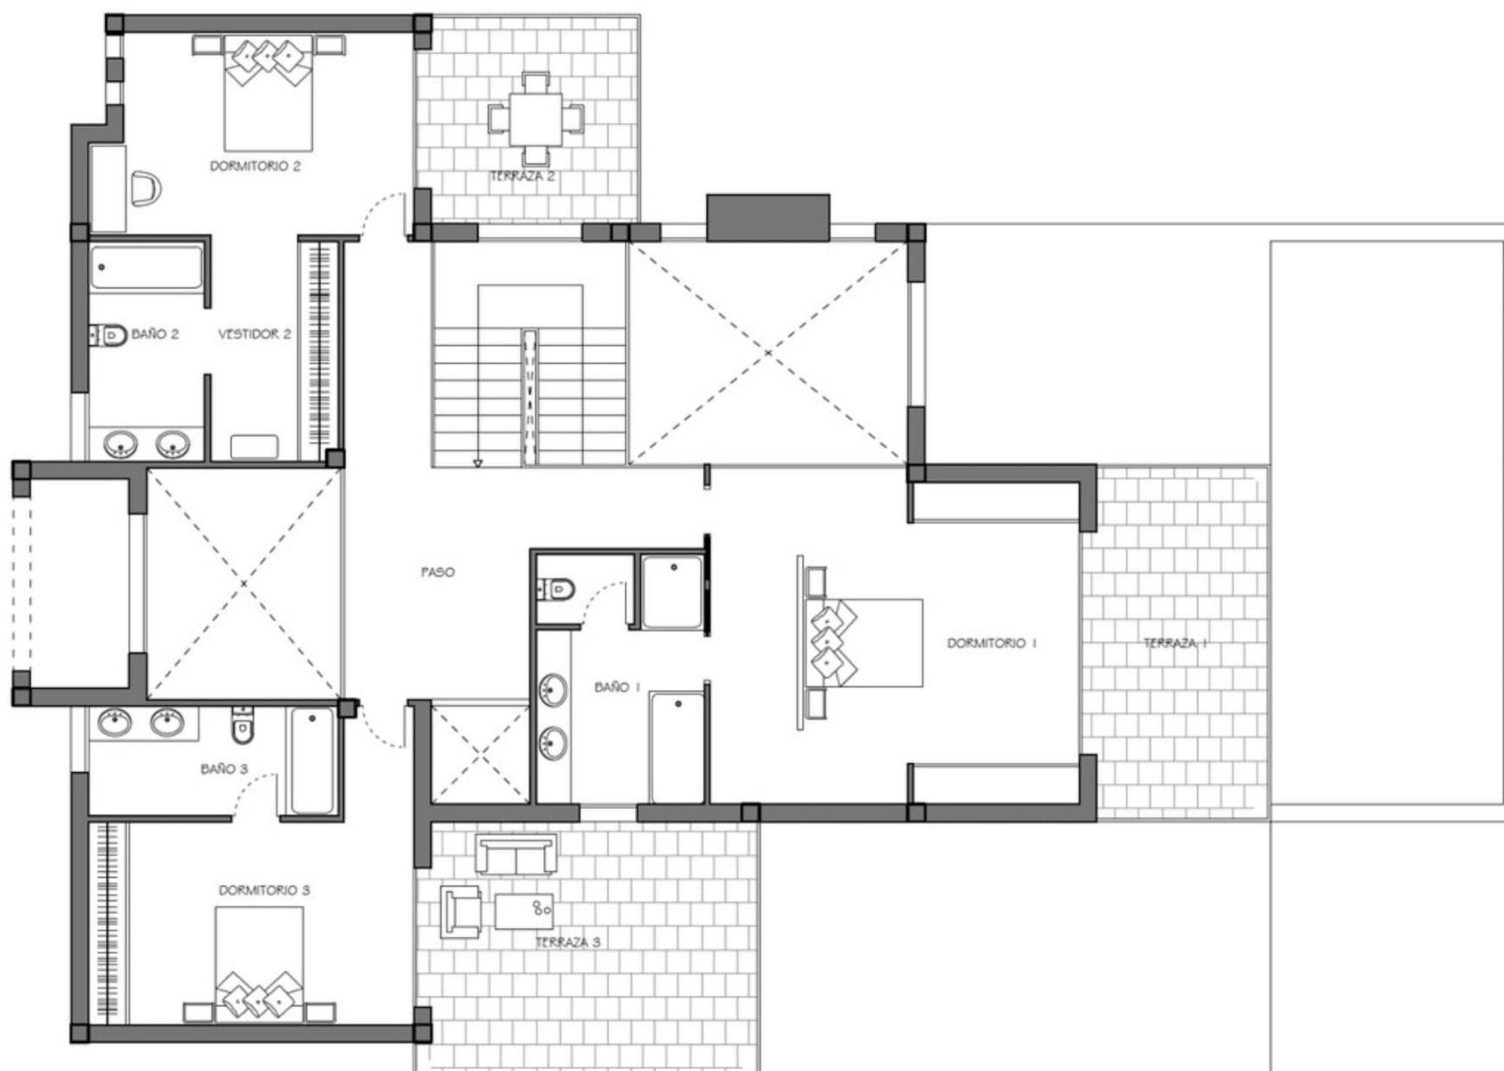 DORMITORIO 2
TERRAZA 2
BAÑO 2
VESTIDOR 2
PASO
DORMITORIO 1
TERRAZA 1
BAÑO 1
BAÑO 3
DORMITORIO 3
TERRAZA 3